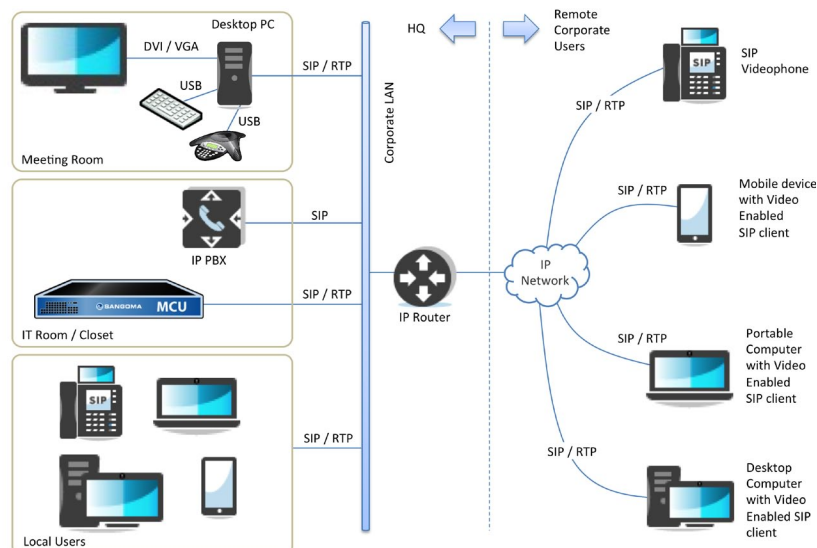 Desktop PC
DVI / VGA
USB
USB
Meeting Room
SIP / RTP
IP PBX
SIP
SANGOMA MCU
IT Room / Closet
SIP / RTP
SIP
Local Users
SIP / RTP
Corporate LAN
IP Router
HQ
Remote
Corporate
Users
IP
Network
SIP / RTP
SIP
SIP
Videophone
SIP / RTP
Mobile device
with Video
Enabled
SIP client
SIP / RTP
Portable
Computer
with Video
Enabled
SIP client
SIP / RTP
Desktop
Computer
with Video
Enabled SIP
client